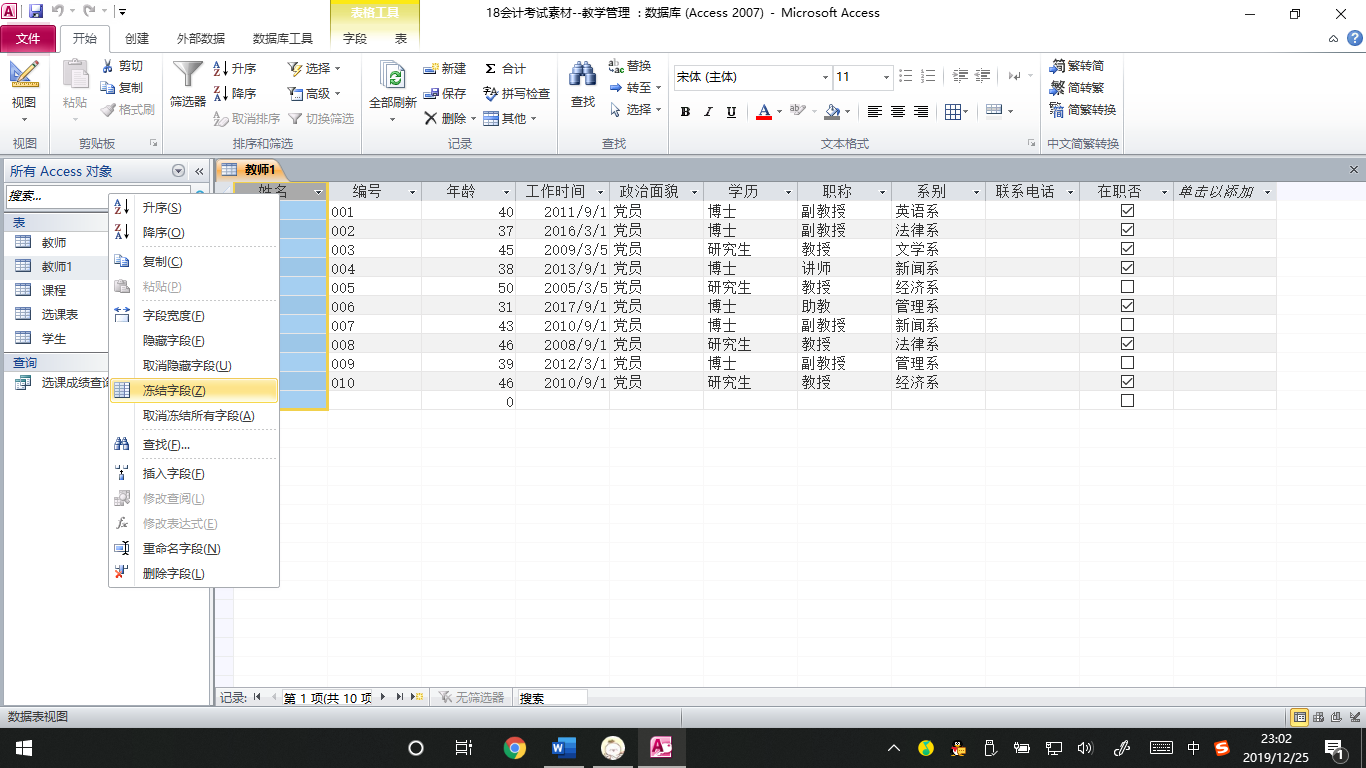 18会计考试素材--教学管理 : 数据库 (Access 2007) - Microsoft Access
表格工具
文件 开始 创建 外部数据 数据库工具 字段 表
视图
视图
粘贴
剪切
复制
格式刷
剪贴板
筛选器
升序
降序
取消排序
选择
高级
切换筛选
排序和筛选
全部刷新
新建
保存
删除
合计
拼写检查
其他
记录
查找
替换
转至
选择
查找
宋体 (主体) 11
B I U A ab
文本格式
繁转简
简转繁
简繁转换
中文简繁转换
所有 Access 对象
搜索...
表
教师
教师1
课程
选课表
学生
查询
选课成绩查询
升序(S)
降序(O)
复制(C)
粘贴(P)
字段宽度(F)
隐藏字段(F)
取消隐藏字段(U)
冻结字段(Z)
取消冻结所有字段(A)
查找(F)...
插入字段(F)
修改查阅(L)
修改表达式(E)
重命名字段(N)
删除字段(L)
教师1
姓名 编号 年龄 工作时间 政治面貌 学历 职称 系别 联系电话 在职否 单击以添加
001 40 2011/9/1 党员 博士 副教授 英语系
002 37 2016/3/1 党员 博士 副教授 法律系
003 45 2009/3/5 党员 研究生 教授 文学系
004 38 2013/9/1 党员 博士 讲师 新闻系
005 50 2005/3/5 党员 研究生 教授 经济系
006 31 2017/9/1 党员 博士 助教 管理系
007 43 2010/9/1 党员 博士 副教授 新闻系
008 46 2008/9/1 党员 研究生 教授 法律系
009 39 2012/3/1 党员 博士 副教授 管理系
010 46 2010/9/1 党员 研究生 教授 经济系
0
记录: 第 1 项(共 10 项 无筛选器 搜索
数据表视图
中
23:02
2019/12/25
1